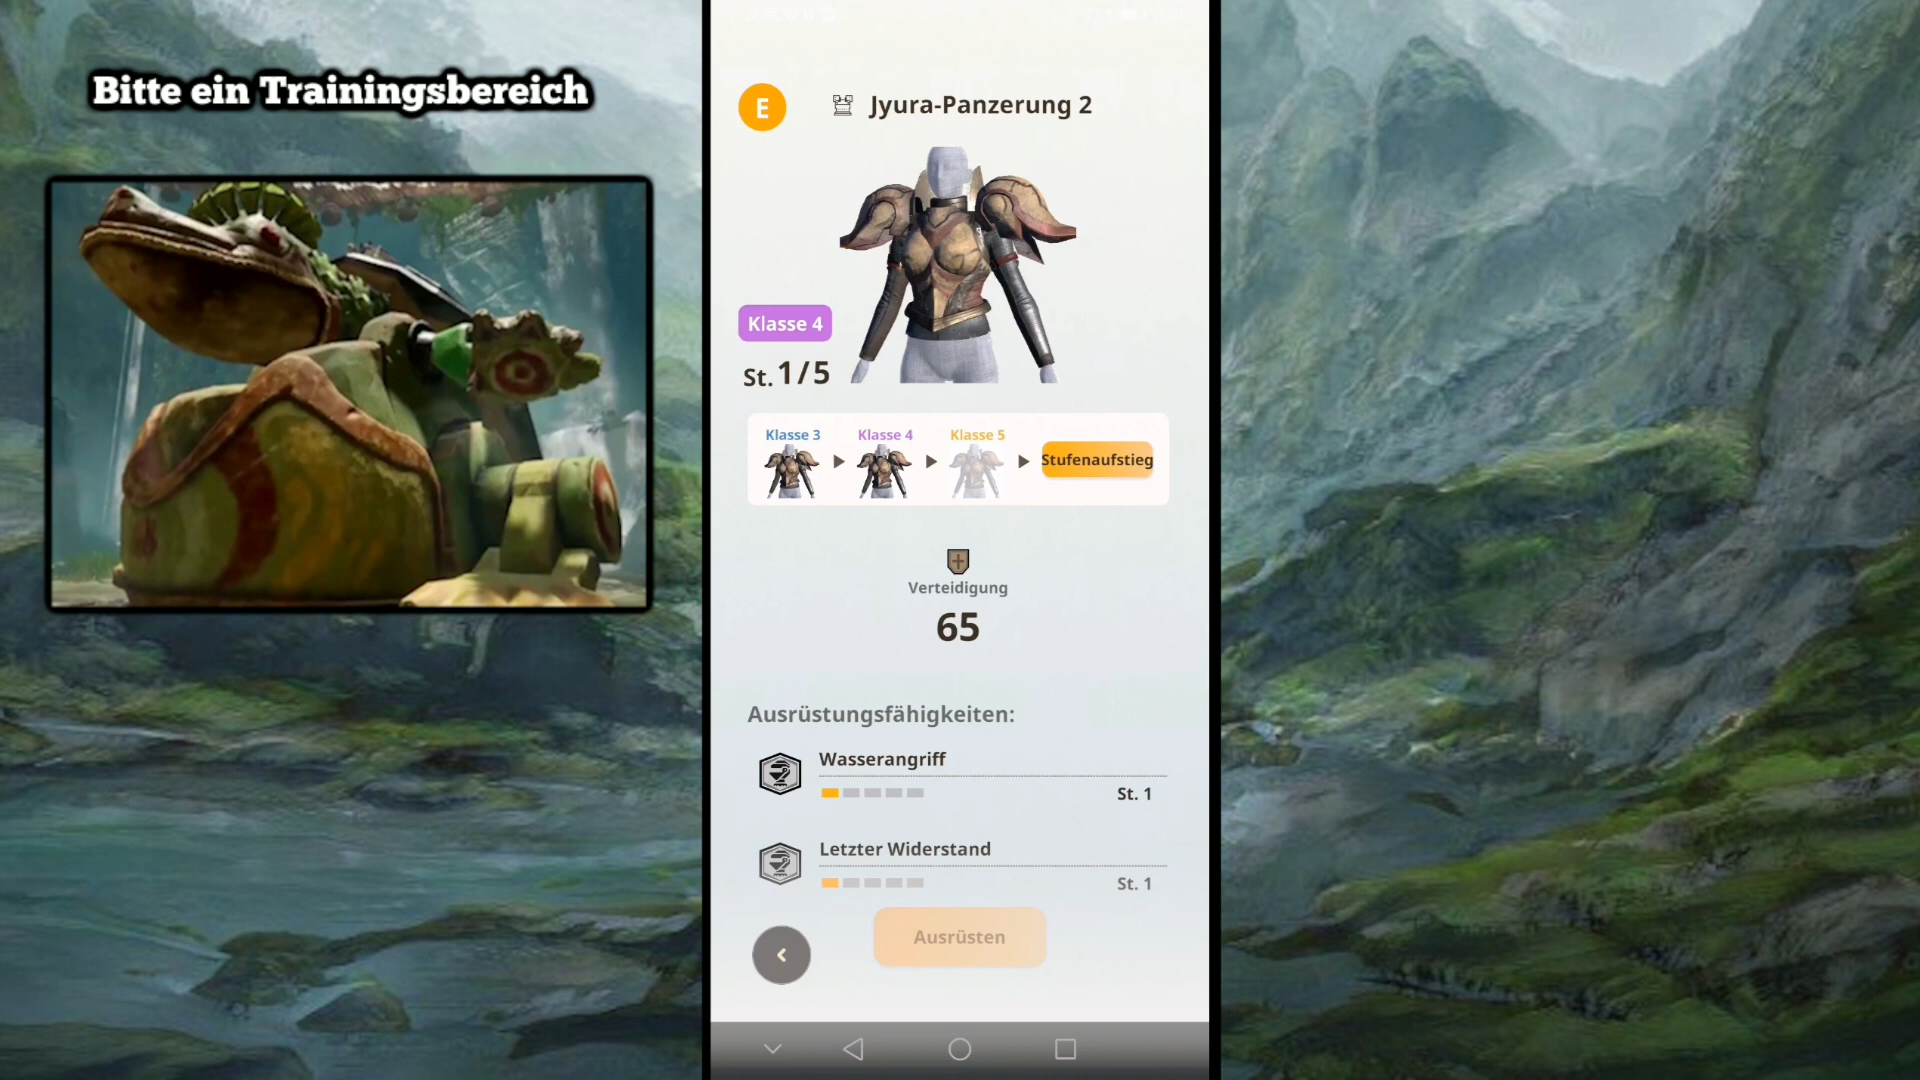 Bitte ein Trainingsbereich
E
Jyura-Panzerung 2
Klasse 4
St. 1/5
Klasse 3
Klasse 4
Klasse 5
Stufenaufstieg
Verteidigung
65
Ausrüstungsfähigkeiten:
Wasserangriff
St. 1
Letzter Widerstand
St. 1
Ausrüsten